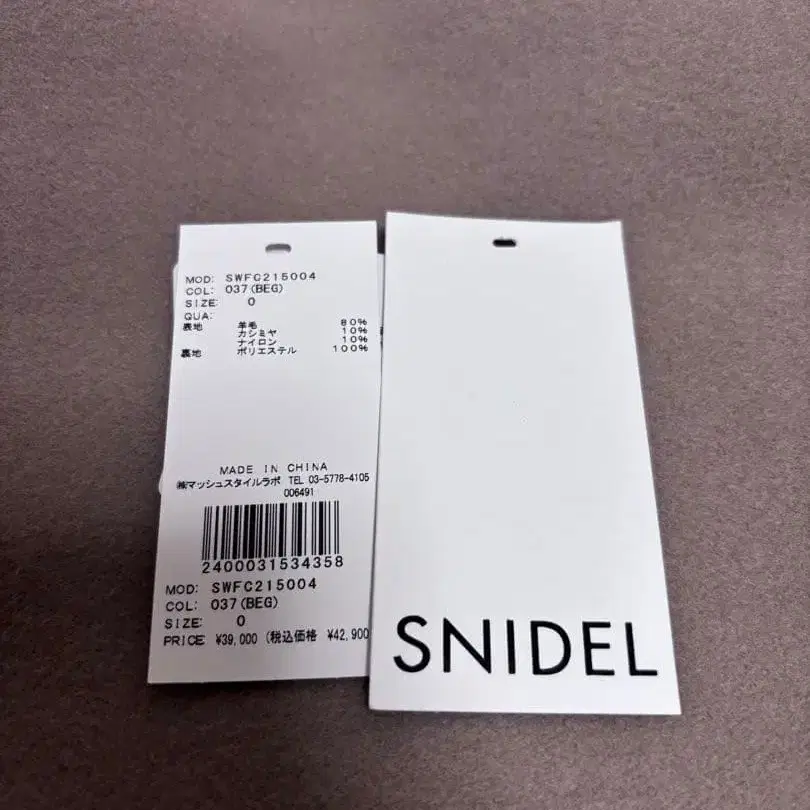 MOD: SWFC215004
COL: 037(BEG)
SIZE: 0
QUA:
表地 羊毛 80%
カシミヤ 10%
ナイロン 10%
裏地 ポリエステル 100%
MADE IN CHINA
㈱マッシュスタイルラボ TEL 03-5778-4105
006491
2400031534358
MOD: SWFC215004
COL: 037(BEG)
SIZE: 0
PRICE ¥39,000 (税込価格 ¥42,900
SNIDEL